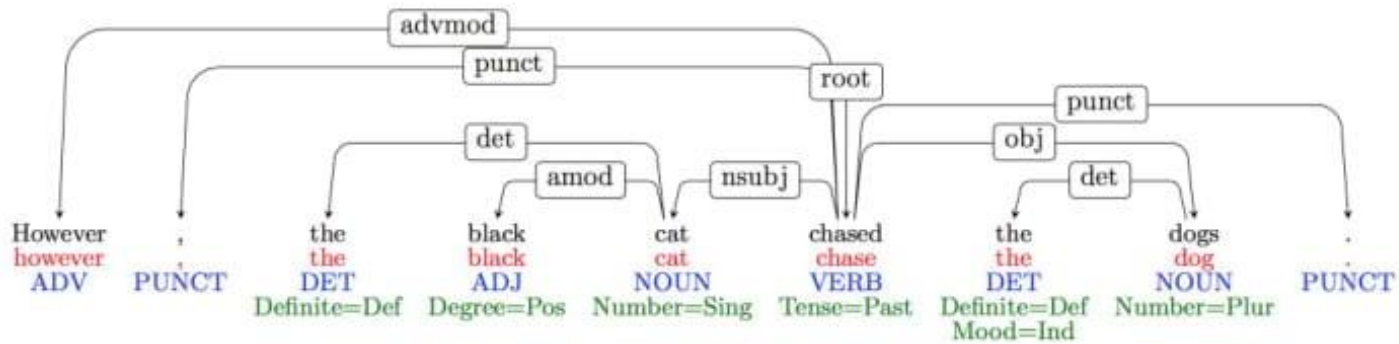 advmod
punct
root
punct
det
obj
amod
nsubj
det
However , the black cat chased the dogs .
however , the black cat chase the dog .
ADV PUNCT DET ADJ NOUN VERB DET NOUN PUNCT
Definite=Def Degree=Pos Number=Sing Tense=Past Definite=Def Number=Plur
Mood=Ind